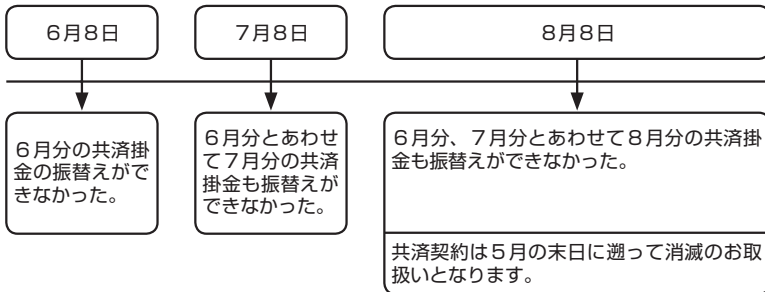 6月8日
7月8日
8月8日
6月分の共済掛
金の振替えがで
きなかった。
6月分とあわせ
て7月分の共済
掛金も振替えが
できなかった。
6月分、7月分とあわせて8月分の共済掛
金も振替えができなかった。
共済契約は5月の末日に遡って消滅のお取
扱いとなります。